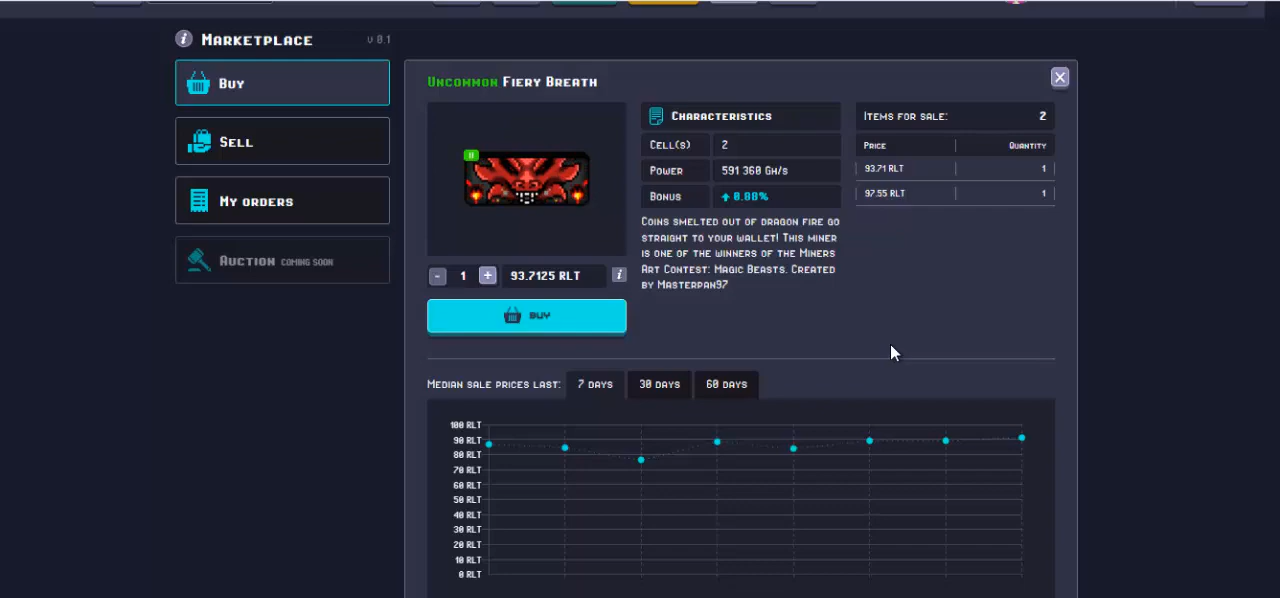 Marketplace
v 0.1
Buy
Sell
My orders
Auction coming soon
Uncommon Fiery Breath
Characteristics
Cell(s) 2
Power 591 360 Gh/s
Bonus 0.00%
Coins smelted out of dragon fire go
straight to your wallet! This miner
is one of the winners of the Miners
Art Contest: Magic Beasts. Created
by Masterpan97
Items for sale: 2
Price Quantity
93.71 RLT 1
97.55 RLT 1
- 1 + 93.7125 RLT
Buy
Median sale prices last: 7 days 30 days 60 days
100 RLT
90 RLT
80 RLT
70 RLT
60 RLT
50 RLT
40 RLT
30 RLT
20 RLT
10 RLT
0 RLT